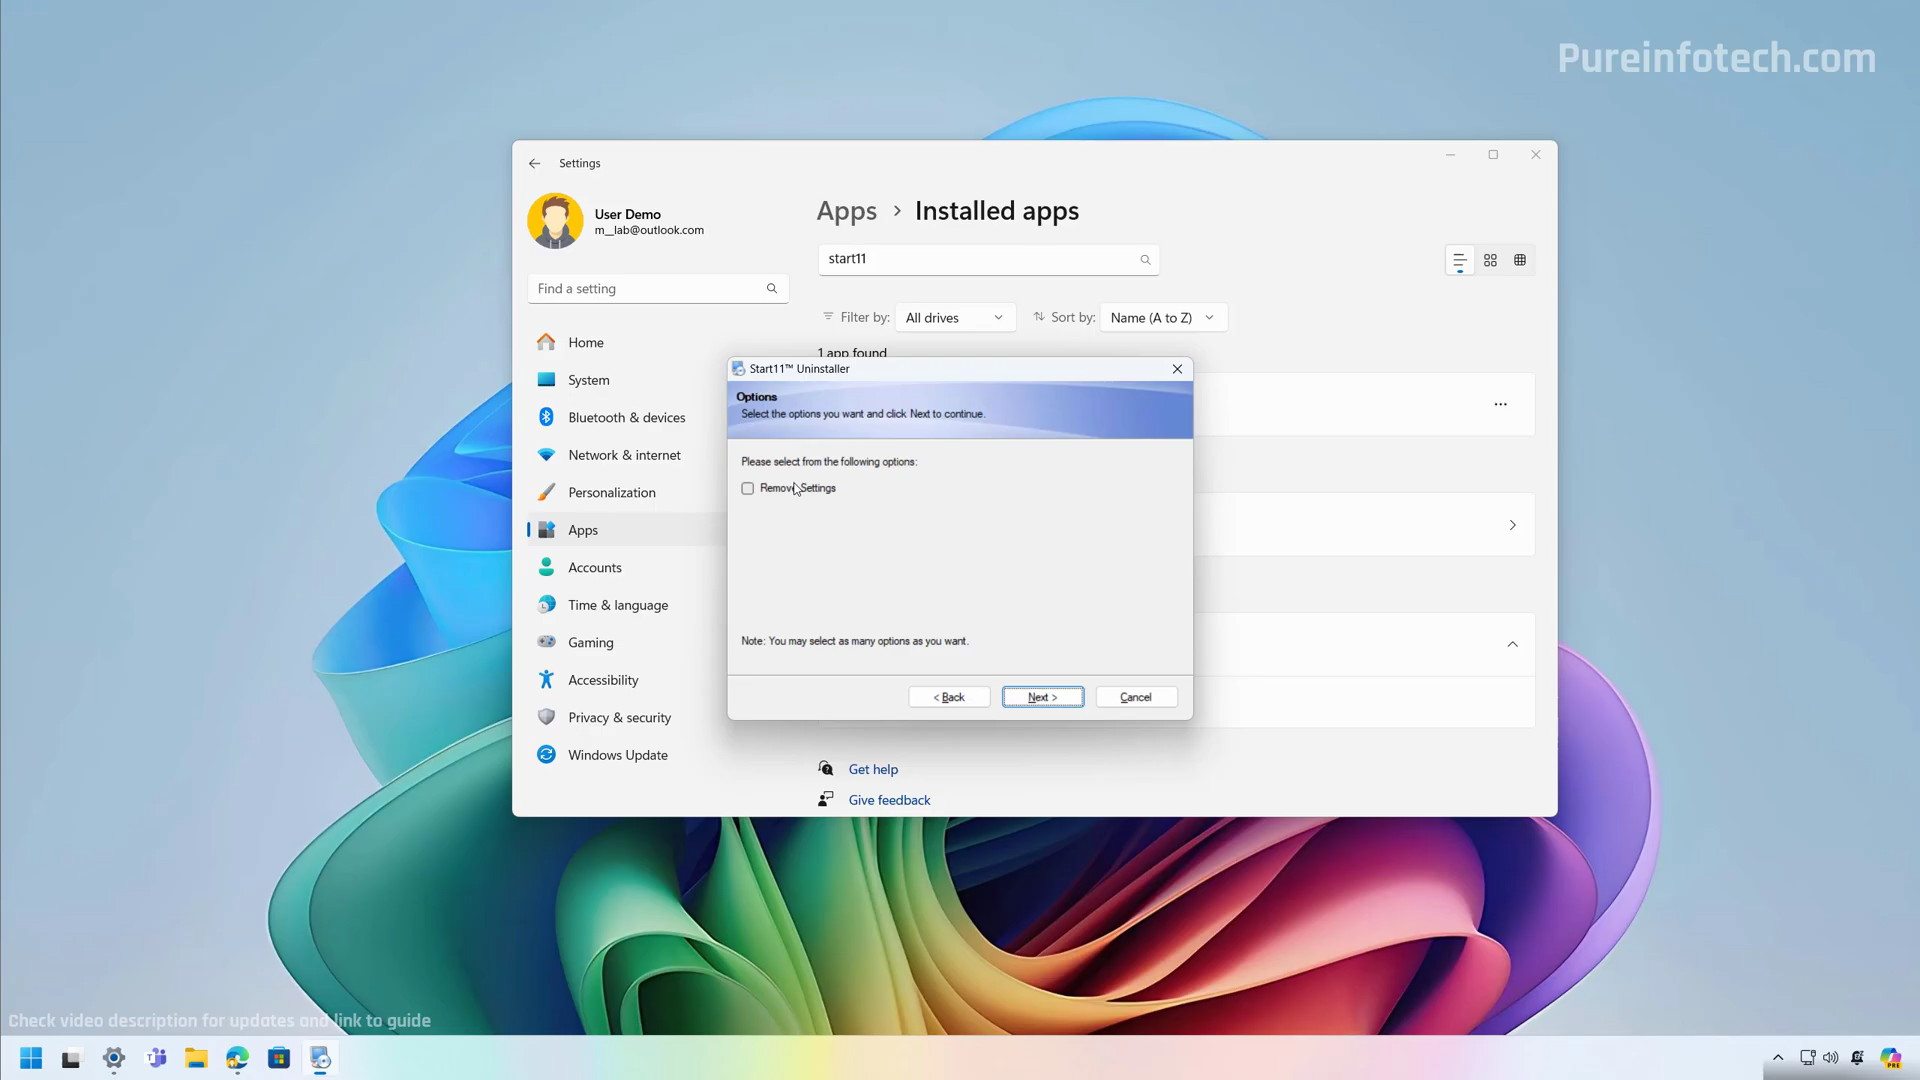 Pureinfotech.com
Settings
User Demo
m__lab@outlook.com
Find a setting
Home
System
Bluetooth & devices
Network & internet
Personalization
Apps
Accounts
Time & language
Gaming
Accessibility
Privacy & security
Windows Update
Apps > Installed apps
start11
Filter by: All drives Sort by: Name (A to Z)
1 app found
Start11™ Uninstaller
Options
Select the options you want and click Next to continue.
Please select from the following options:
Remove Settings
Note: You may select as many options as you want.
< Back Next > Cancel
Get help
Give feedback
Check video description for updates and link to guide
PRE